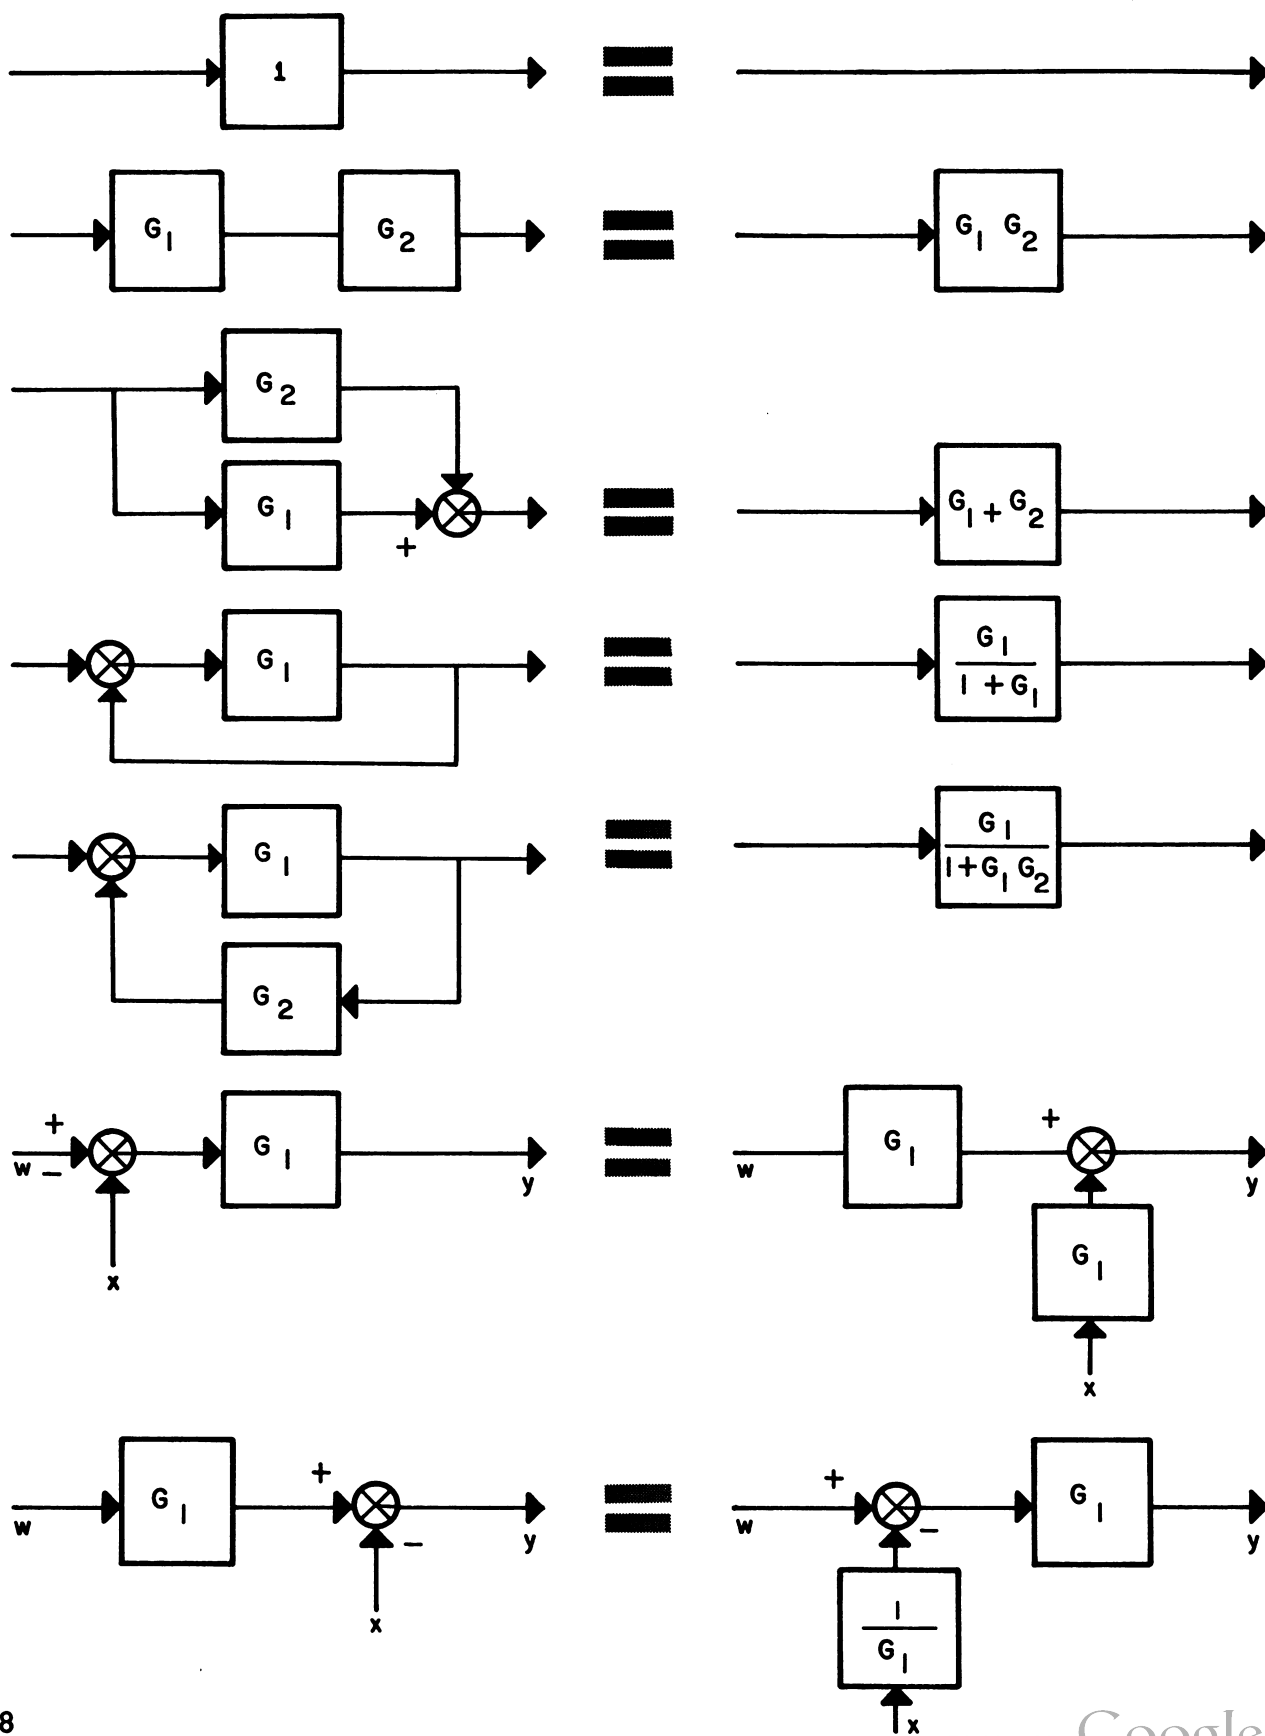 1
G1 G2 G1 G2
G2
G1 + G1 + G2
G1 G1
1 + G1
G1 G1
1 + G1 G2
G2
+ G1 G1 +
w − y w y
G1
x
x
G1 + + G1
w − y w − y
x
1
G1
x
8
Google